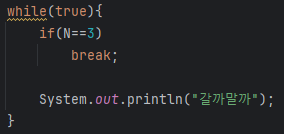 while(true){
    if(N==3)
        break;

    System.out.println("갈까말까");
}